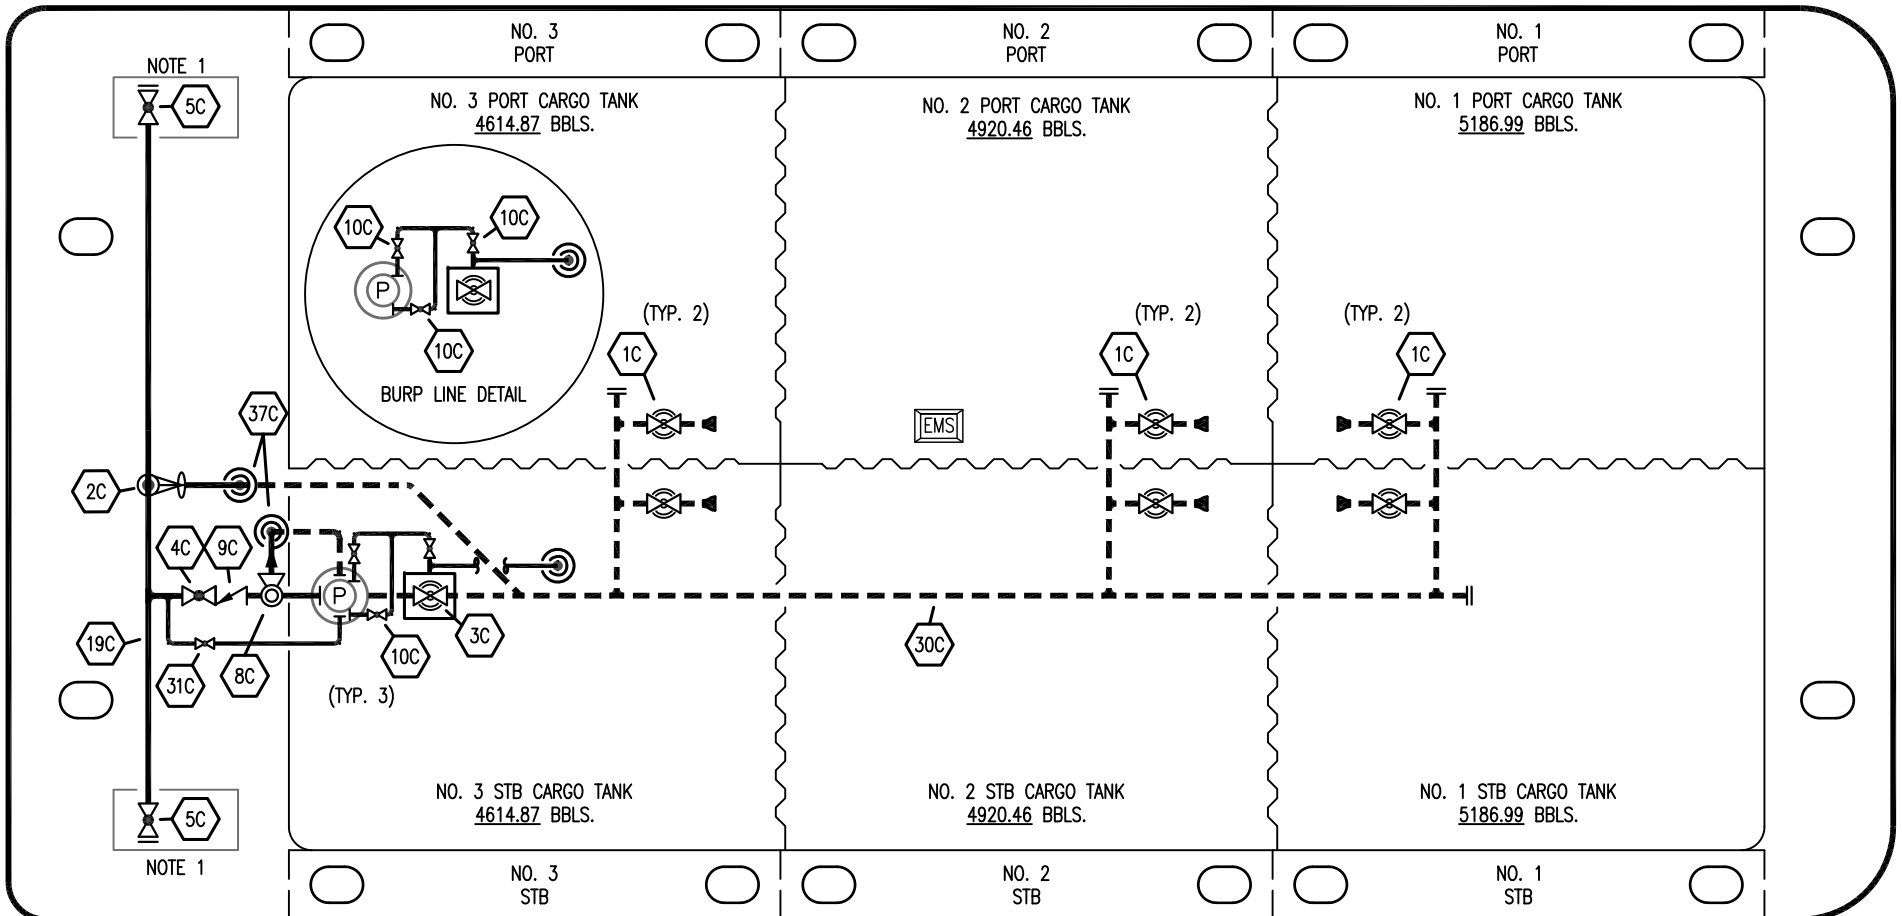 NO. 3
PORT
NO. 2
PORT
NO. 1
PORT
NOTE 1
5C
NO. 3 PORT CARGO TANK
4614.87 BBLS.
NO. 2 PORT CARGO TANK
4920.46 BBLS.
NO. 1 PORT CARGO TANK
5186.99 BBLS.
10C
10C
P
10C
BURP LINE DETAIL
(TYP. 2)
1C
(TYP. 2)
1C
(TYP. 2)
1C
EMS
37C
2C
4C
9C
P
19C
31C
8C
10C
3C
(TYP. 3)
30C
5C
NOTE 1
NO. 3 STB CARGO TANK
4614.87 BBLS.
NO. 2 STB CARGO TANK
4920.46 BBLS.
NO. 1 STB CARGO TANK
5186.99 BBLS.
NO. 3
STB
NO. 2
STB
NO. 1
STB